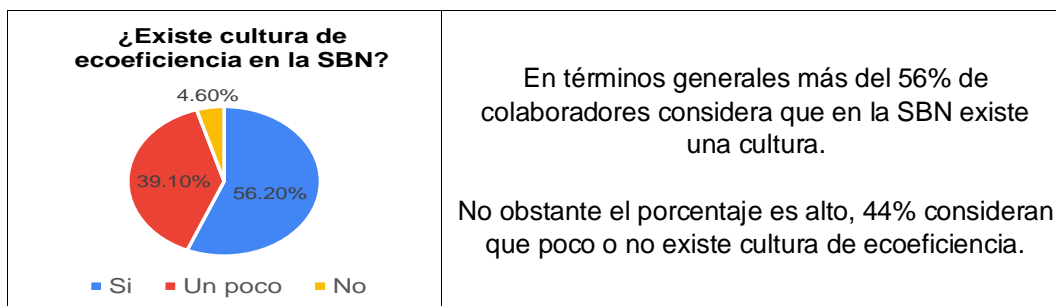 ¿Existe cultura de
ecoeficiencia en la SBN?
4.60%
39.10%
56.20%
Si
Un poco
No
En términos generales más del 56% de
colaboradores considera que en la SBN existe
una cultura.
No obstante el porcentaje es alto, 44% consideran
que poco o no existe cultura de ecoeficiencia.